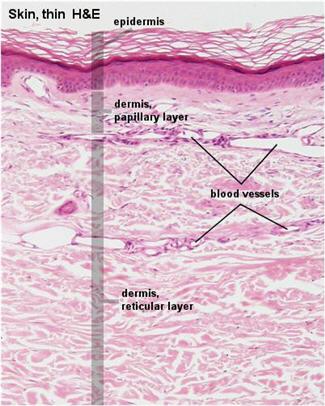 Skin, thin H&E
epidermis
dermis,
papillary layer
blood vessels
dermis,
reticular layer